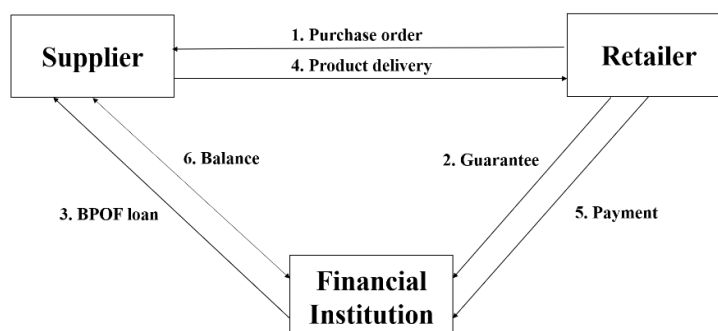 1. Purchase order
Supplier
Retailer
4. Product delivery
6. Balance
2. Guarantee
3. BPOF loan
5. Payment
Financial
Institution